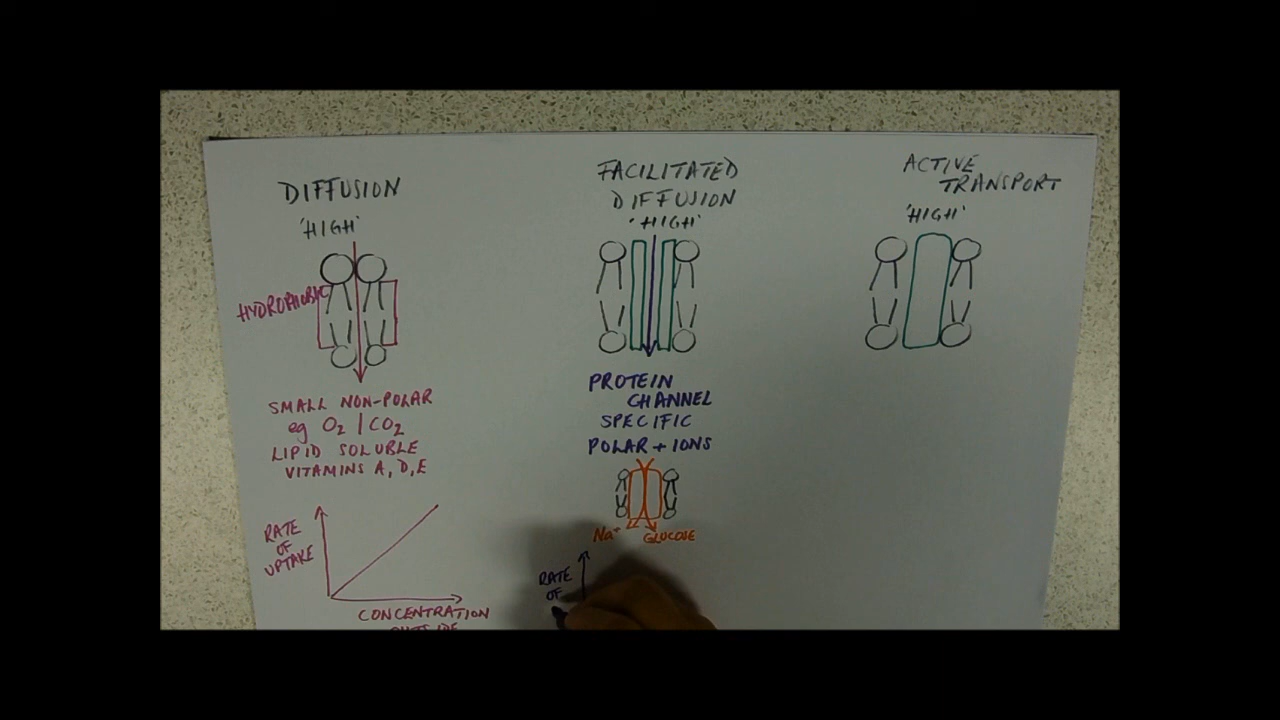 DIFFUSION
'HIGH'
HYDROPHOBIC
SMALL NON-POLAR
eg O₂ / CO₂
LIPID SOLUBLE
VITAMINS A, D, E
RATE
OF
UPTAKE
CONCENTRATION
OUTSIDE
FACILITATED
DIFFUSION
'HIGH'
PROTEIN
CHANNEL
SPECIFIC
POLAR + IONS
Na⁺ GLUCOSE
RATE
OF
ACTIVE
TRANSPORT
'HIGH'